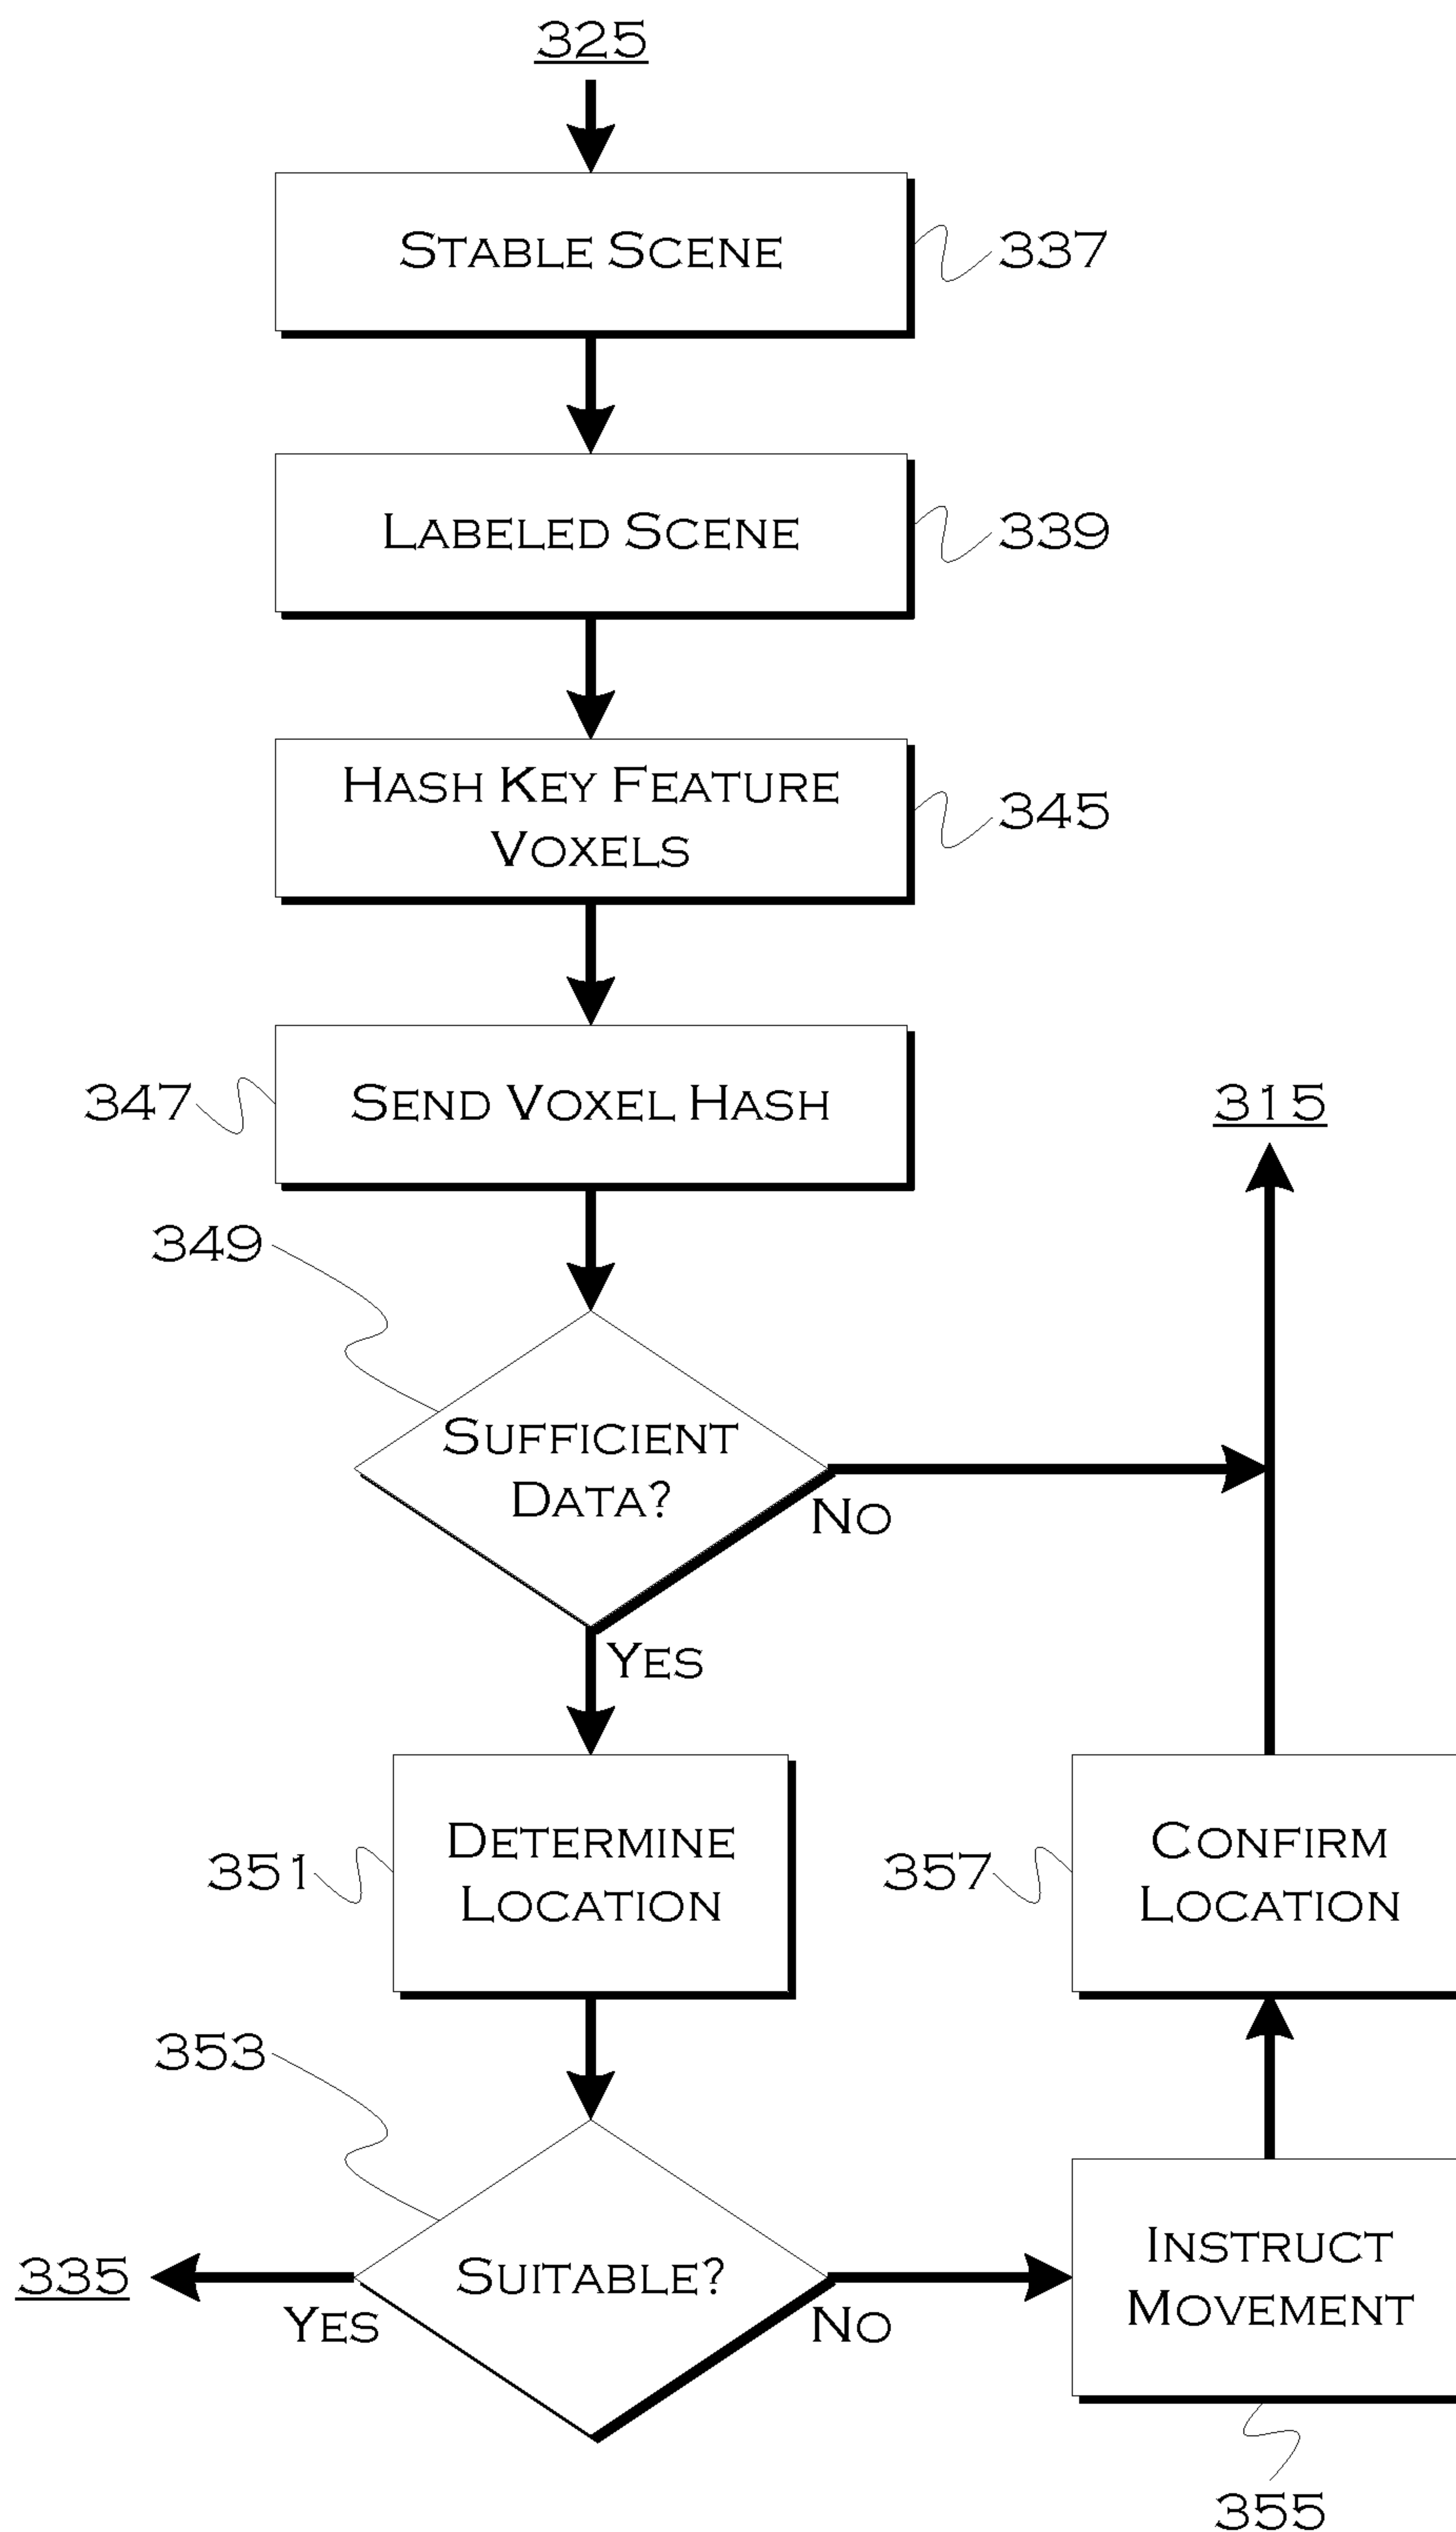 325
STABLE SCENE
337
LABELED SCENE
339
HASH KEY FEATURE
VOXELS
345
347
SEND VOXEL HASH
315
349
SUFFICIENT
DATA?
NO
YES
351
DETERMINE
LOCATION
357
CONFIRM
LOCATION
353
335
SUITABLE?
YES
NO
INSTRUCT
MOVEMENT
355